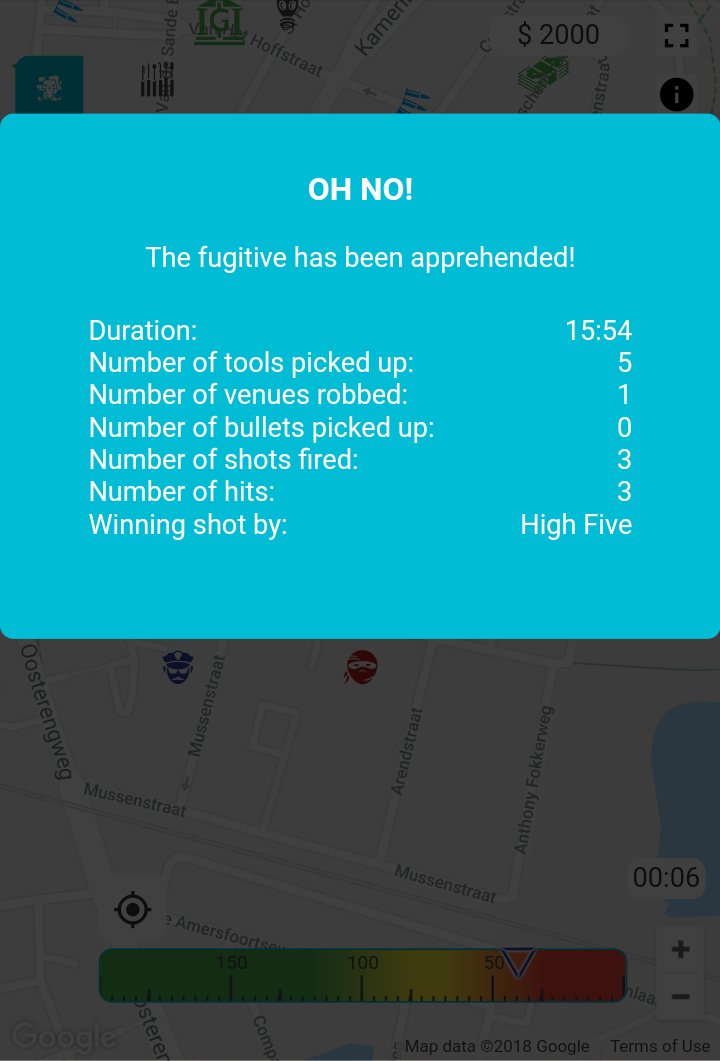 $ 2000
Hoffstraat
OH NO!
The fugitive has been apprehended!
Duration: 15:54
Number of tools picked up: 5
Number of venues robbed: 1
Number of bullets picked up: 0
Number of shots fired: 3
Number of hits: 3
Winning shot by: High Five
Oosterengweg
Mussenstraat
Arendstraat
Anthony Fokkerweg
Mussenstraat
Mussenstraat
00:06
150 100 50
Google
Map data ©2018 Google Terms of Use